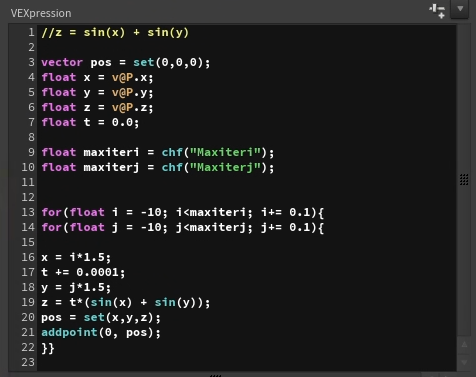 VEXpression
1 //z = sin(x) + sin(y)
2
3 vector pos = set(0,0,0);
4 float x = v@P.x;
5 float y = v@P.y;
6 float z = v@P.z;
7 float t = 0.0;
8
9 float maxiteri = chf("Maxiteri");
10 float maxiterj = chf("Maxiterj");
11
12
13 for(float i = -10; i<maxiteri; i+= 0.1){
14 for(float j = -10; j<maxiterj; j+= 0.1){
15
16 x = i*1.5;
17 t += 0.0001;
18 y = j*1.5;
19 z = t*(sin(x) + sin(y));
20 pos = set(x,y,z);
21 addpoint(0, pos);
22 }}
23